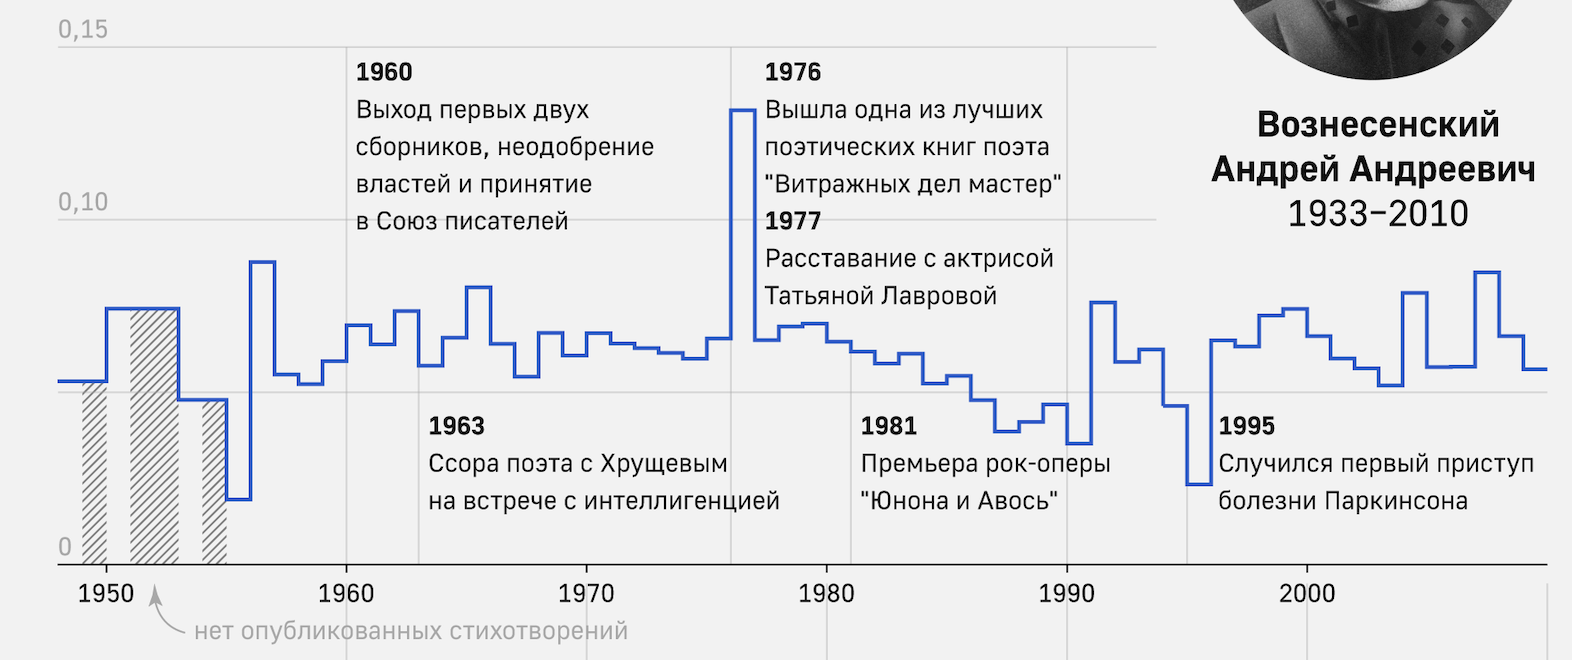 0,15
1960
Выход первых двух
сборников, неодобрение
властей и принятие
в Союз писателей
1976
Вышла одна из лучших
поэтических книг поэта
"Витражных дел мастер"
1977
Расставание с актрисой
Татьяной Лавровой
Вознесенский
Андрей Андреевич
1933–2010
0,10
1963
Ссора поэта с Хрущевым
на встрече с интеллигенцией
1981
Премьера рок-оперы
"Юнона и Авось"
1995
Случился первый приступ
болезни Паркинсона
0
1950 1960 1970 1980 1990 2000
нет опубликованных стихотворений